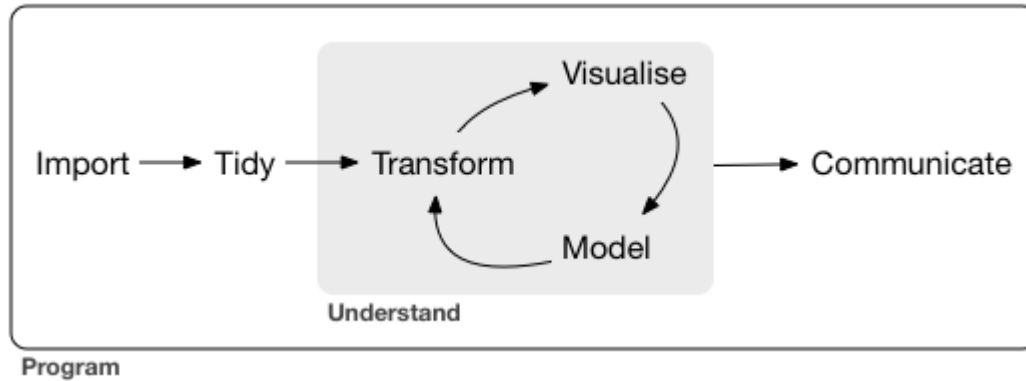 Visualise
Import
Tidy
Transform
Communicate
Model
Understand
Program